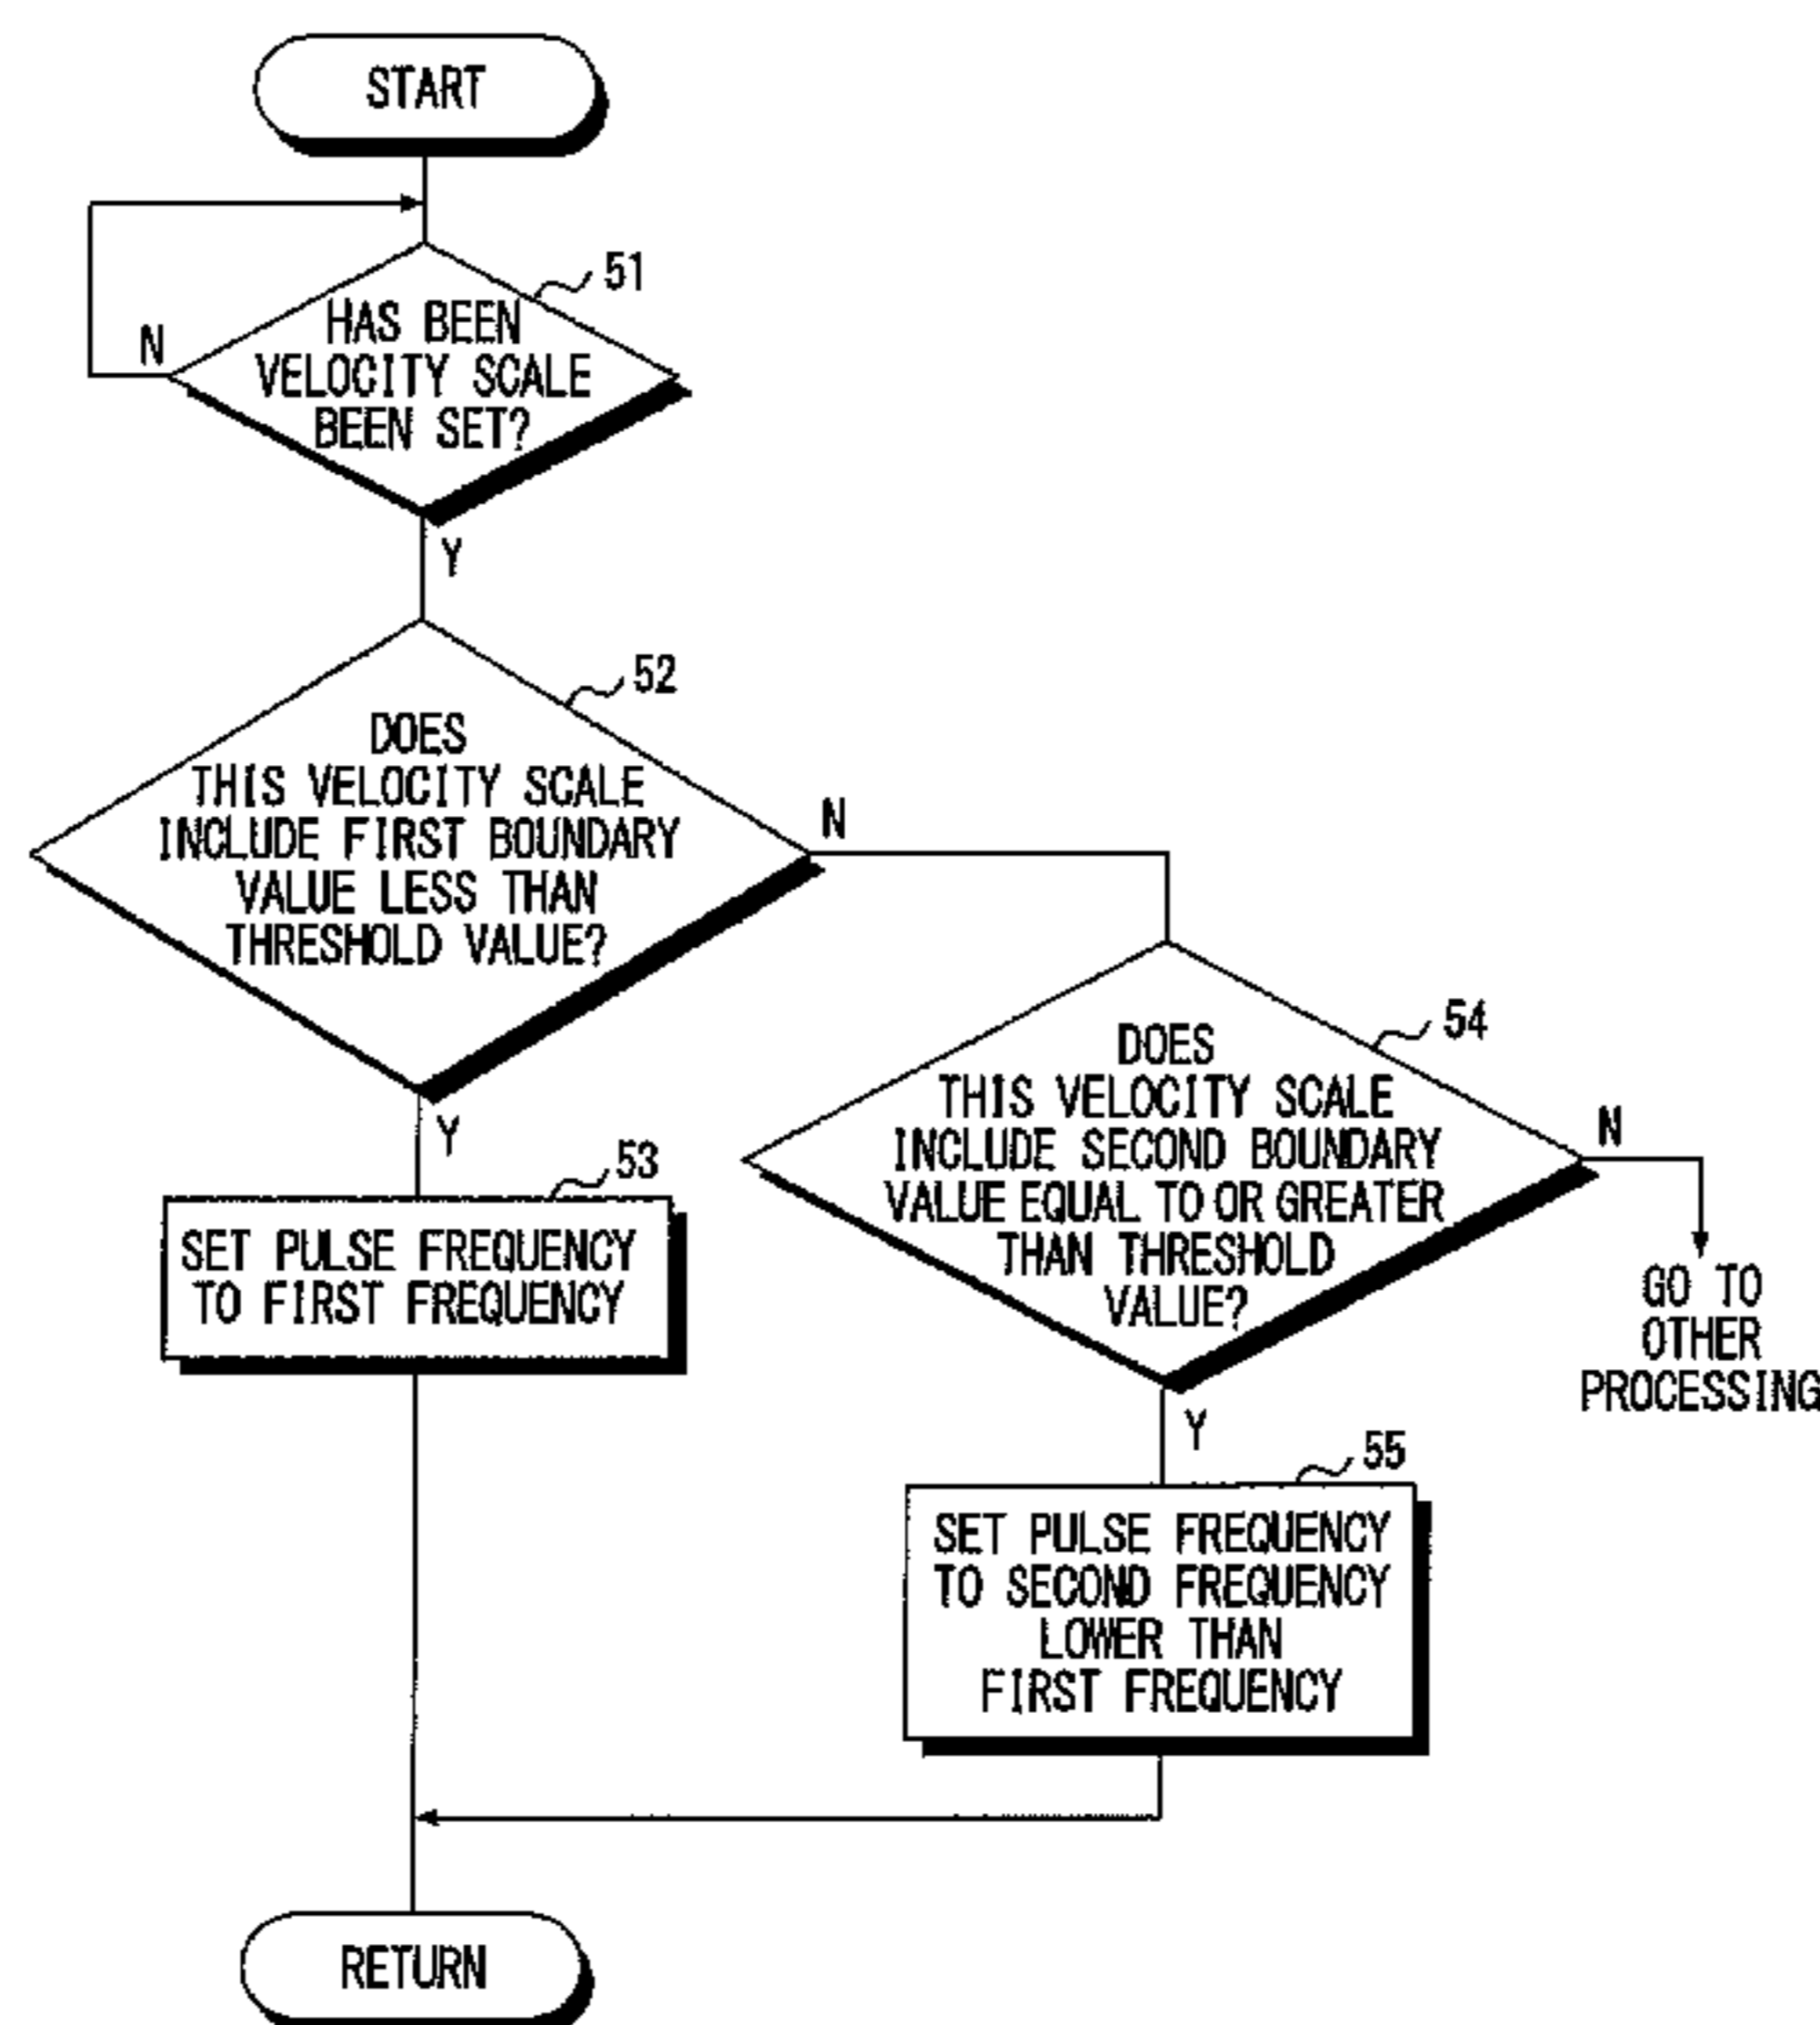 START
51
HAS BEEN
VELOCITY SCALE
BEEN SET?
N
Y
52
DOES
THIS VELOCITY SCALE
INCLUDE FIRST BOUNDARY
VALUE LESS THAN
THRESHOLD VALUE?
N
Y
53
SET PULSE FREQUENCY
TO FIRST FREQUENCY
54
DOES
THIS VELOCITY SCALE
INCLUDE SECOND BOUNDARY
VALUE EQUAL TO OR GREATER
THAN THRESHOLD
VALUE?
N
GO TO
OTHER
PROCESSING
Y
55
SET PULSE FREQUENCY
TO SECOND FREQUENCY
LOWER THAN
FIRST FREQUENCY
RETURN